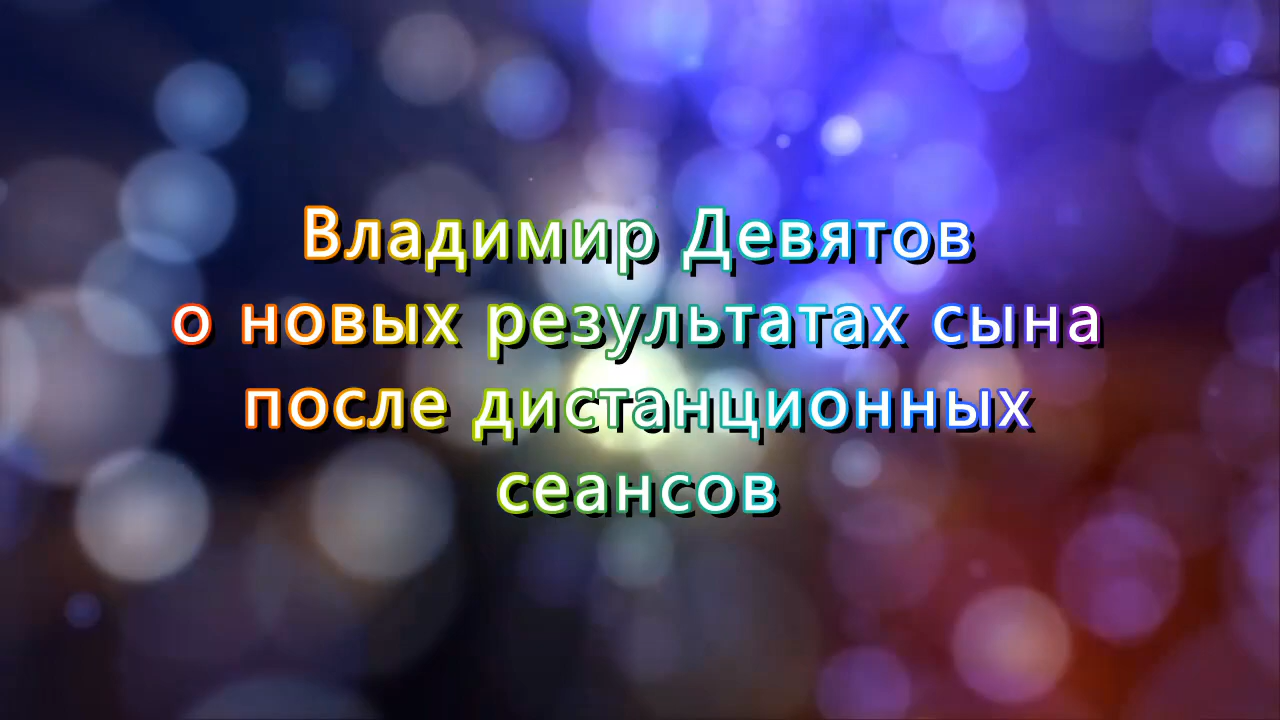 Владимир Девятов
о новых результатах сына
после дистанционных
сеансов